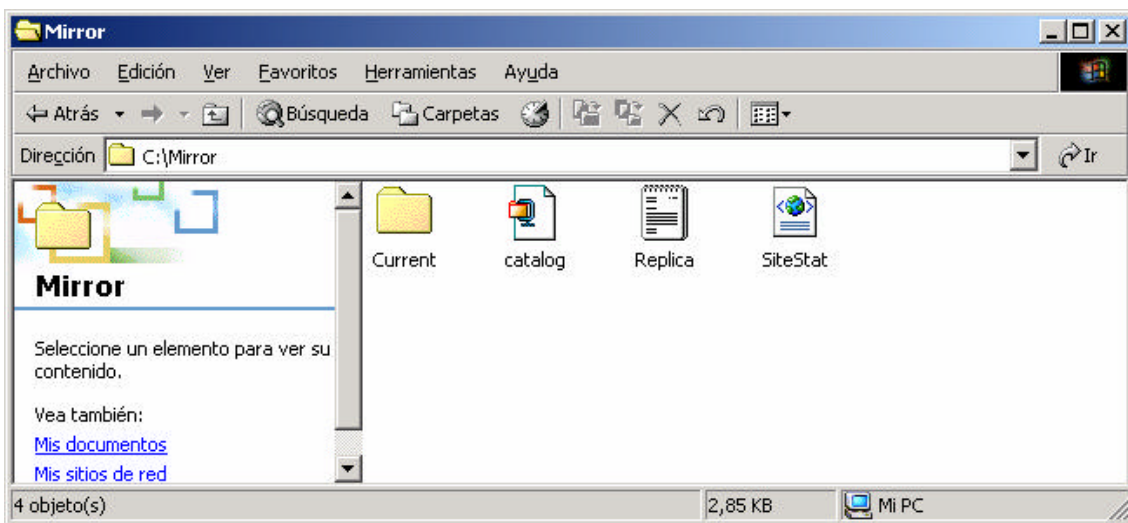 Mirror
Archivo Edición Ver Favoritos Herramientas Ayuda
Atrás Búsqueda Carpetas
Dirección C:\Mirror Ir
Current catalog Replica SiteStat
Mirror
Seleccione un elemento para ver su
contenido.
Vea también:
Mis documentos
Mis sitios de red
4 objeto(s) 2,85 KB Mi PC